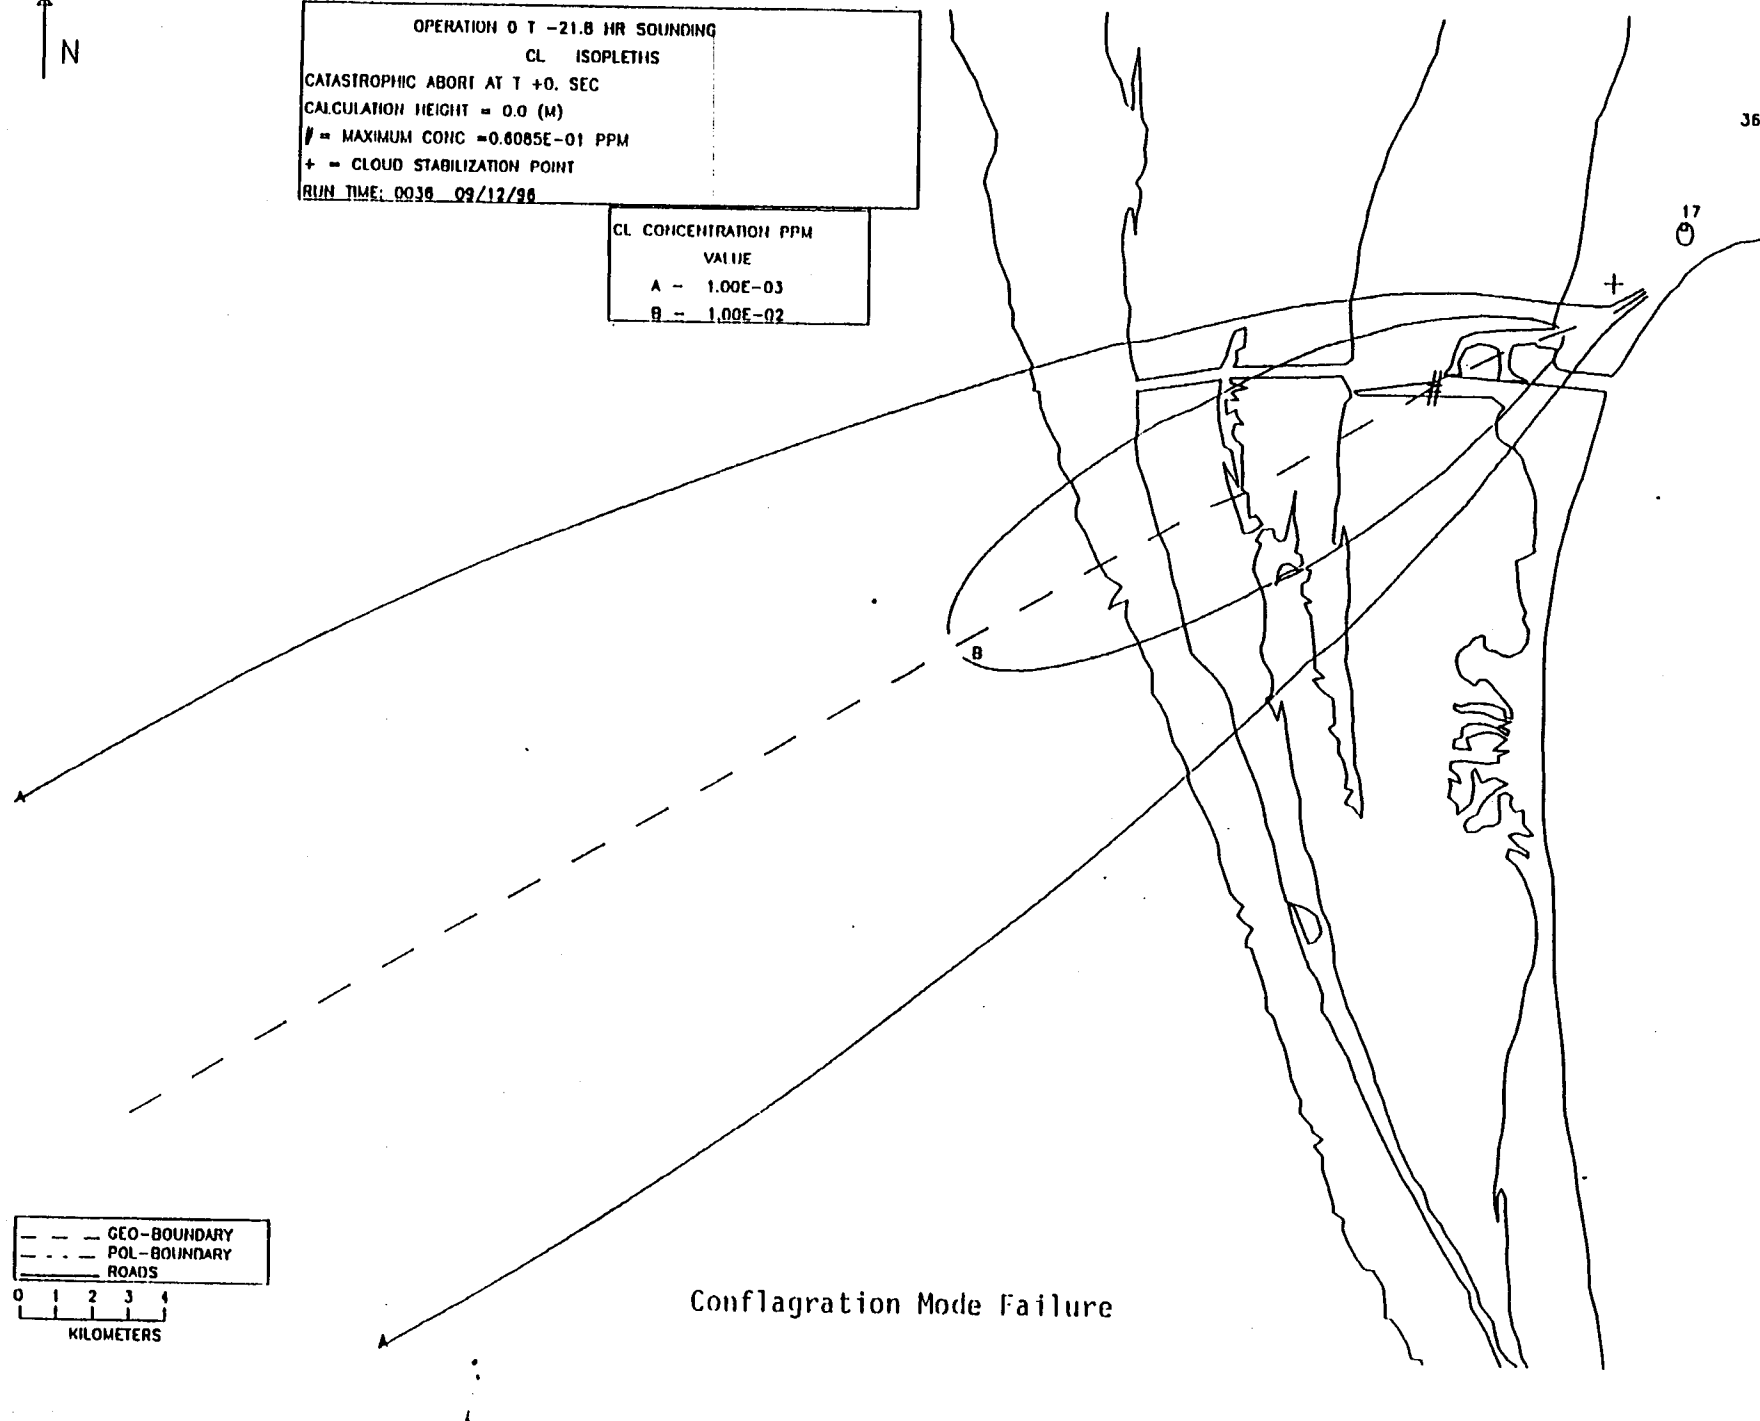 N
OPERATION 0 T -21.8 HR SOUNDING
CL ISOPLETHS
CATASTROPHIC ABORT AT T +0. SEC
CALCULATION HEIGHT = 0.0 (M)
= MAXIMUM CONC =0.6085E-01 PPM
+ = CLOUD STABILIZATION POINT
RUN TIME: 0036 09/12/96
CL CONCENTRATION PPM
VALUE
A - 1.00E-03
B - 1.00E-02
36
17
+
B
A
GEO-BOUNDARY
POL-BOUNDARY
ROADS
0 1 2 3 4
KILOMETERS
Conflagration Mode Failure
A